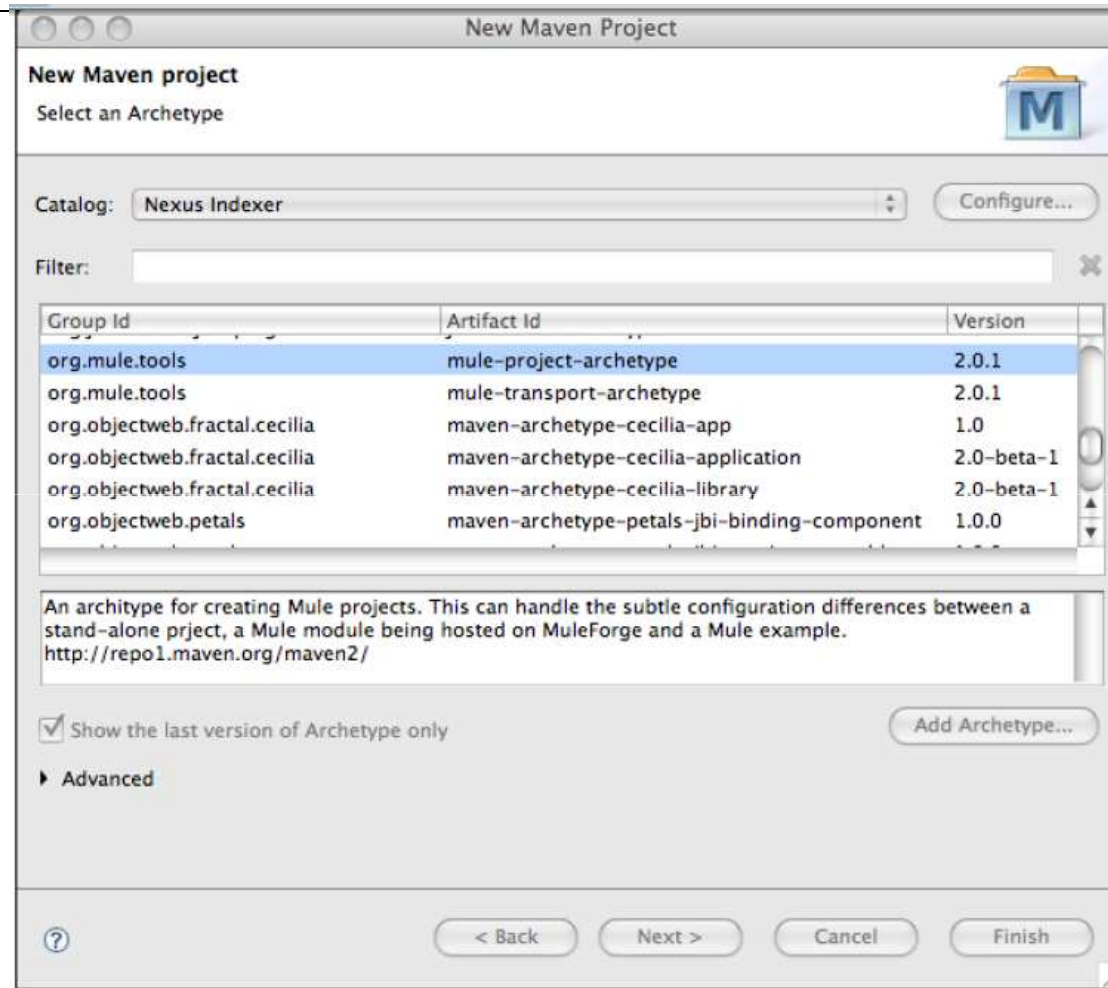 New Maven Project
New Maven project
Select an Archetype
M
Catalog: Nexus Indexer Configure...
Filter:
Group Id Artifact Id Version
org.mule.tools mule-project-archetype 2.0.1
org.mule.tools mule-transport-archetype 2.0.1
org.objectweb.fractal.cecilia maven-archetype-cecilia-app 1.0
org.objectweb.fractal.cecilia maven-archetype-cecilia-application 2.0-beta-1
org.objectweb.fractal.cecilia maven-archetype-cecilia-library 2.0-beta-1
org.objectweb.petals maven-archetype-petals-jbi-binding-component 1.0.0
An architype for creating Mule projects. This can handle the subtle configuration differences between a
stand-alone prject, a Mule module being hosted on MuleForge and a Mule example.
http://repo1.maven.org/maven2/
Show the last version of Archetype only Add Archetype...
Advanced
? < Back Next > Cancel Finish